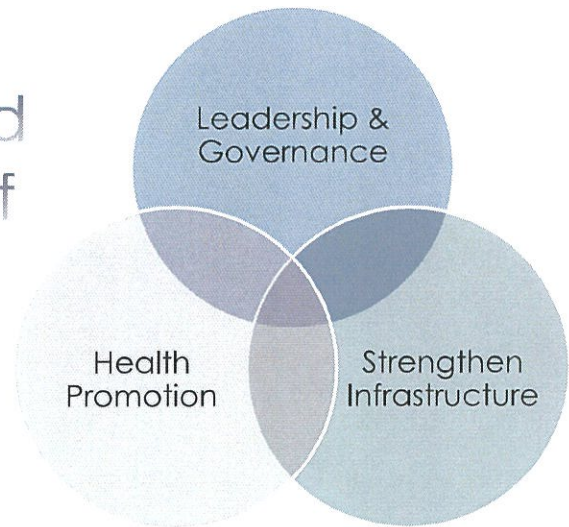 d
f
Leadership &
Governance
Health
Promotion
Strengthen
Infrastructure